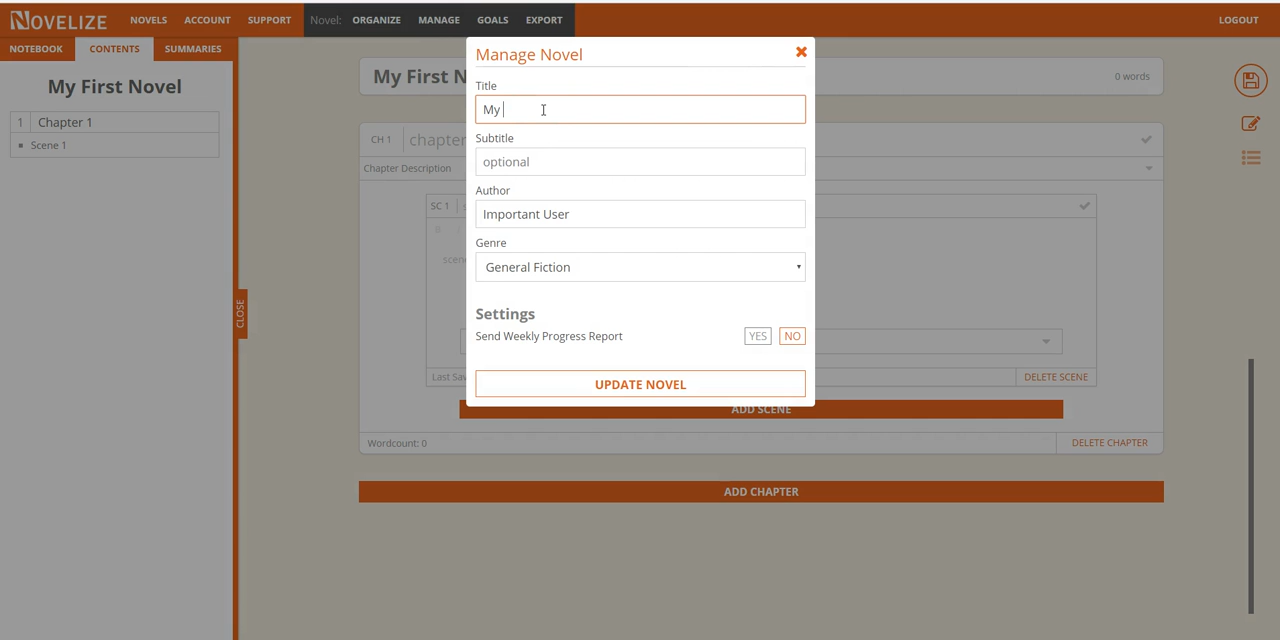 NOVELIZE NOVELS ACCOUNT SUPPORT Novel: ORGANIZE MANAGE GOALS EXPORT LOGOUT
NOTEBOOK CONTENTS SUMMARIES
My First Novel
1 Chapter 1
Scene 1
CLOSE
My First N
0 words
CH 1 chapter
Chapter Description
SC 1
scen
Last Sav
DELETE SCENE
ADD SCENE
Wordcount: 0
DELETE CHAPTER
ADD CHAPTER
Manage Novel
Title
My
Subtitle
optional
Author
Important User
Genre
General Fiction
Settings
Send Weekly Progress Report YES NO
UPDATE NOVEL